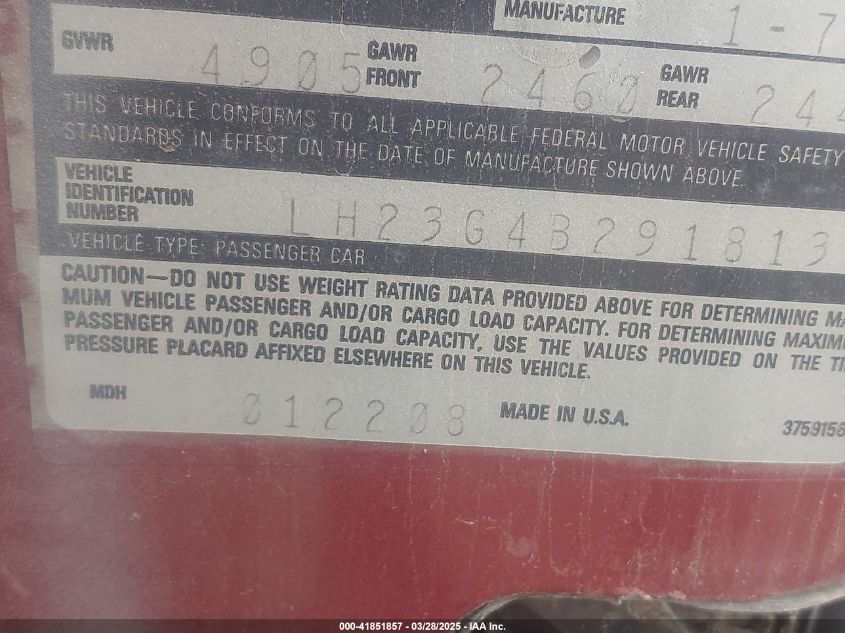 MANUFACTURE 1-7
GVWR 4905 GAWR FRONT 2460 GAWR REAR 244
THIS VEHICLE CONFORMS TO ALL APPLICABLE FEDERAL MOTOR VEHICLE SAFETY
STANDARDS IN EFFECT ON THE DATE OF MANUFACTURE SHOWN ABOVE.
VEHICLE
IDENTIFICATION
NUMBER
LH23G4B291813
VEHICLE TYPE: PASSENGER CAR
CAUTION—DO NOT USE WEIGHT RATING DATA PROVIDED ABOVE FOR DETERMINING MA
MUM VEHICLE PASSENGER AND/OR CARGO LOAD CAPACITY. FOR DETERMINING MAXIM
PASSENGER AND/OR CARGO LOAD CAPACITY, USE THE VALUES PROVIDED ON THE TI
PRESSURE PLACARD AFFIXED ELSEWHERE ON THIS VEHICLE.
MDH 012208 MADE IN U.S.A. 3759156
000-41851857 - 03/28/2025 - IAA Inc.